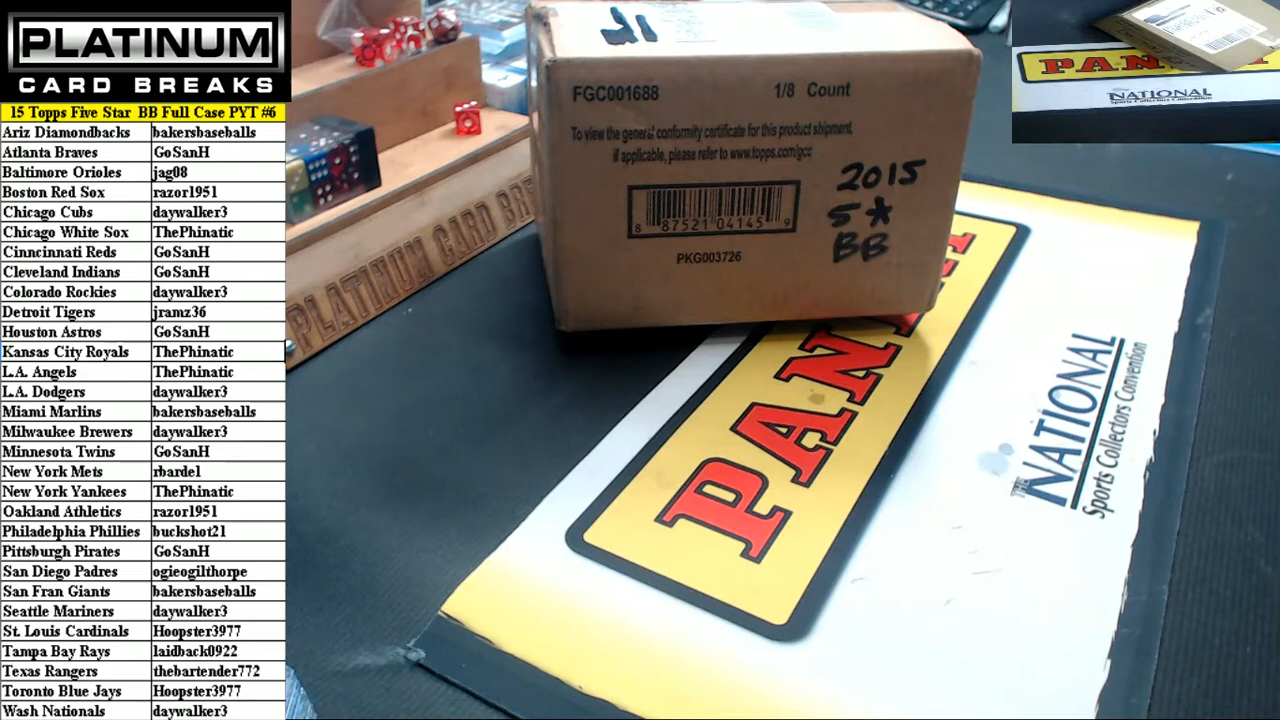 PLATINUM
CARD BREAKS
15 Topps Five Star BB Full Case PYT #6
Ariz Diamondbacks bakersbaseballs
Atlanta Braves GoSanH
Baltimore Orioles jag08
Boston Red Sox razor1951
Chicago Cubs daywalker3
Chicago White Sox ThePhinatic
Cinncinnati Reds GoSanH
Cleveland Indians GoSanH
Colorado Rockies daywalker3
Detroit Tigers jramz36
Houston Astros GoSanH
Kansas City Royals ThePhinatic
L.A. Angels ThePhinatic
L.A. Dodgers daywalker3
Miami Marlins bakersbaseballs
Milwaukee Brewers daywalker3
Minnesota Twins GoSanH
New York Mets rbarde1
New York Yankees ThePhinatic
Oakland Athletics razor1951
Philadelphia Phillies buckshot21
Pittsburgh Pirates GoSanH
San Diego Padres ogieogilthorpe
San Fran Giants bakersbaseballs
Seattle Mariners daywalker3
St. Louis Cardinals Hoopster3977
Tampa Bay Rays laidback0922
Texas Rangers thebartender772
Toronto Blue Jays Hoopster3977
Wash Nationals daywalker3
PLATINUM CARD BRE
FGC001688 1/8 Count
To view the general conformity certificate for this product shipment,
if applicable, please refer to www.topps.com/gcc
8 87521 04145 9
PKG003726
2015
5★
BB
PANINI
THE NATIONAL
Sports Collectors Convention
PANI
NATIONAL
Sports Collectors Convention